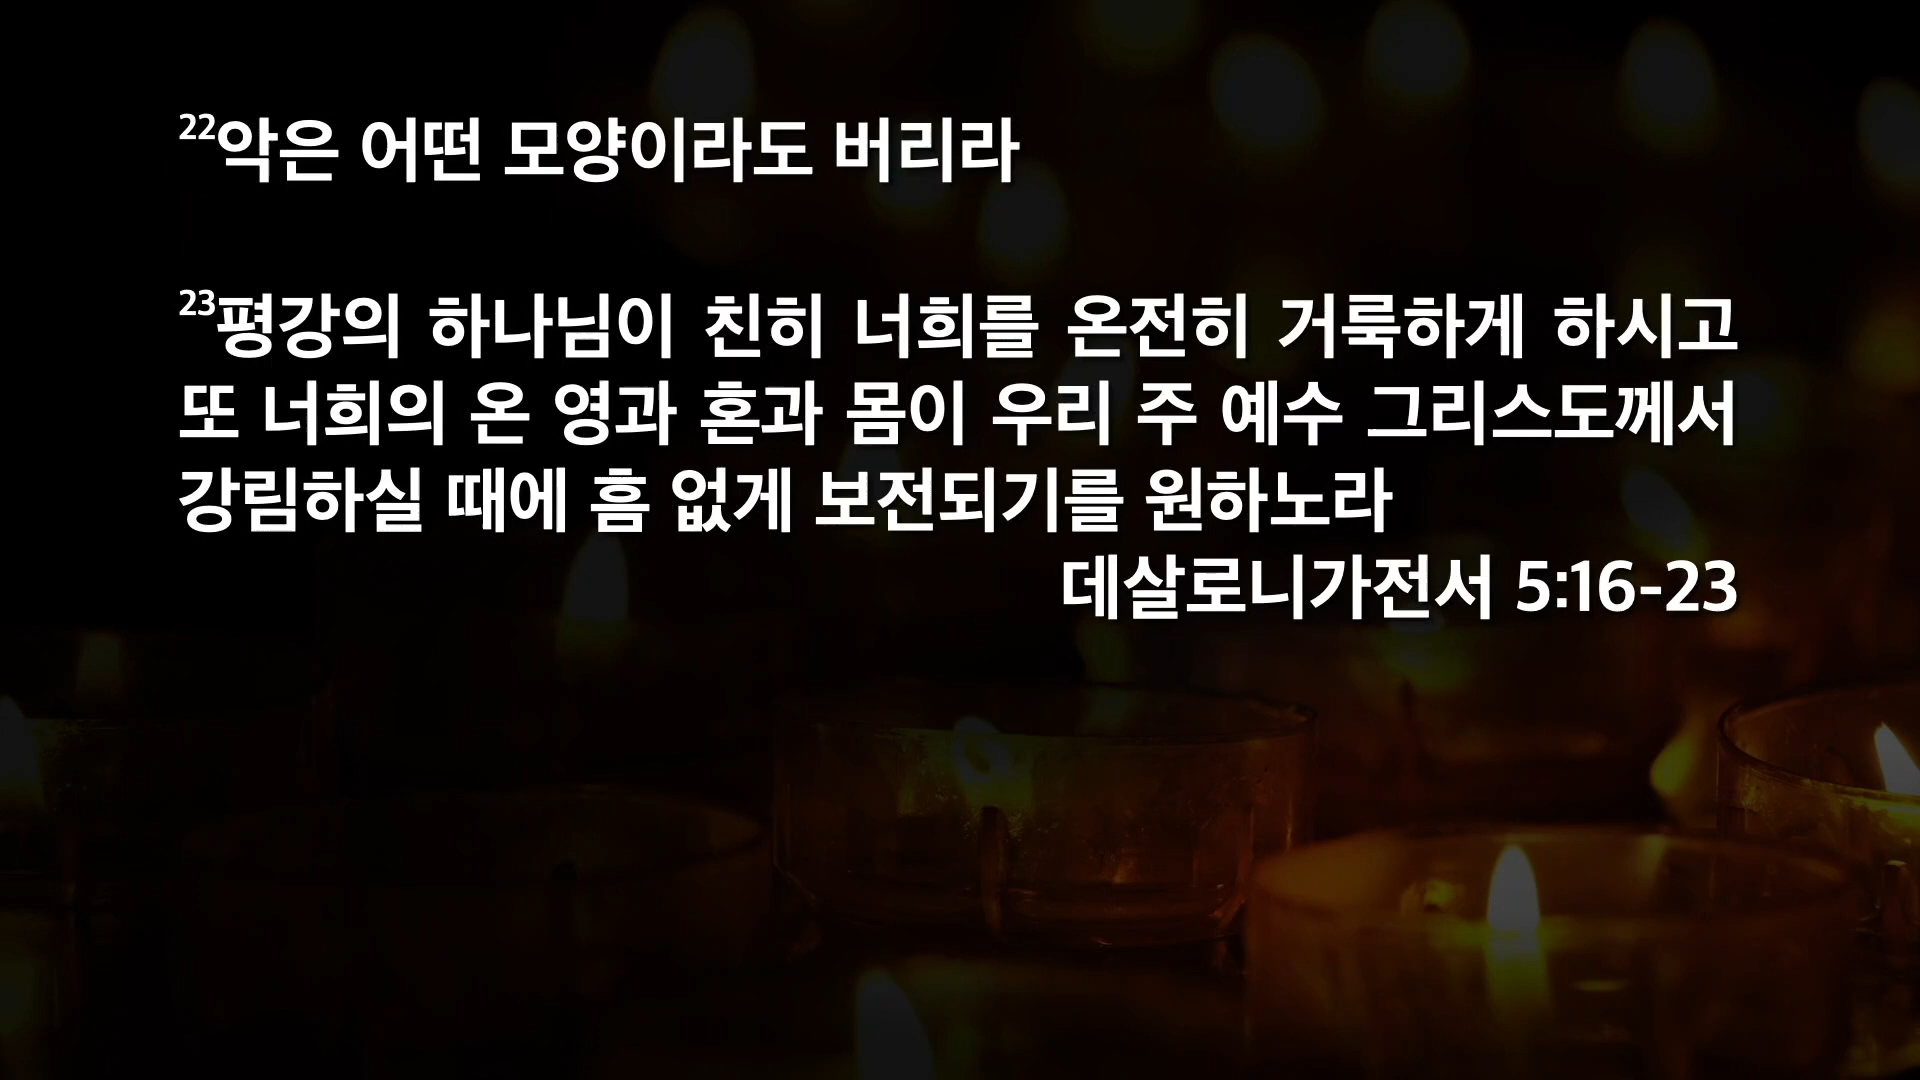 22악은 어떤 모양이라도 버리라
23평강의 하나님이 친히 너희를 온전히 거룩하게 하시고
또 너희의 온 영과 혼과 몸이 우리 주 예수 그리스도께서
강림하실 때에 흠 없게 보전되기를 원하노라
데살로니가전서 5:16-23